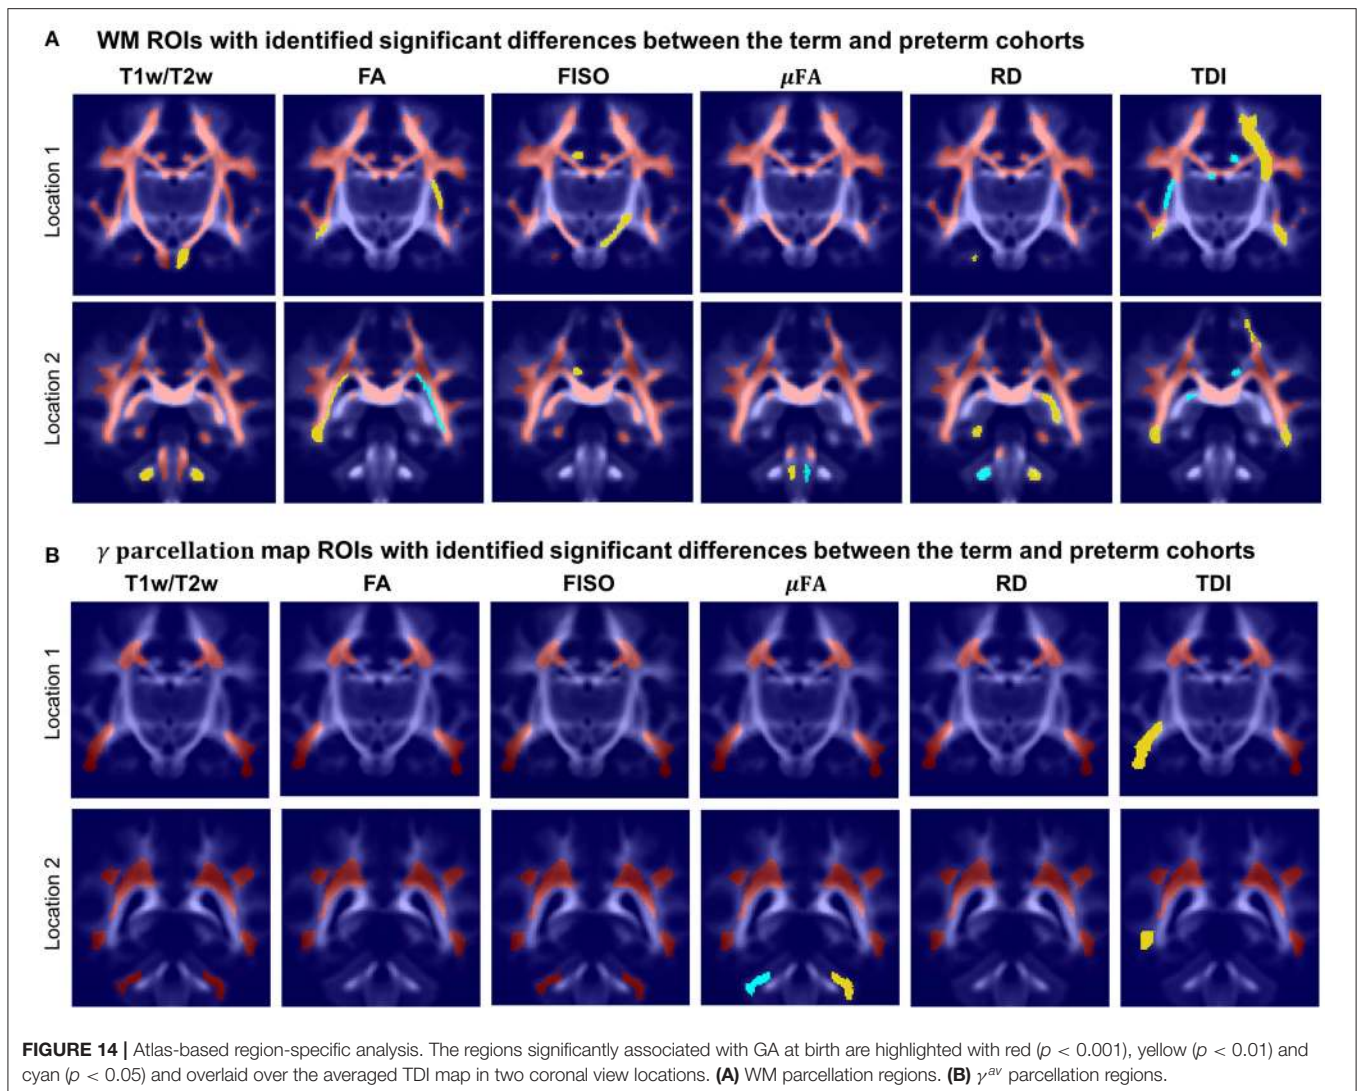 A WM ROIs with identified significant differences between the term and preterm cohorts
T1w/T2w FA FISO μFA RD TDI
Location 1
Location 2
B γ parcellation map ROIs with identified significant differences between the term and preterm cohorts
T1w/T2w FA FISO μFA RD TDI
Location 1
Location 2
FIGURE 14 | Atlas-based region-specific analysis. The regions significantly associated with GA at birth are highlighted with red (p < 0.001), yellow (p < 0.01) and
cyan (p < 0.05) and overlaid over the averaged TDI map in two coronal view locations. (A) WM parcellation regions. (B) γ^av parcellation regions.